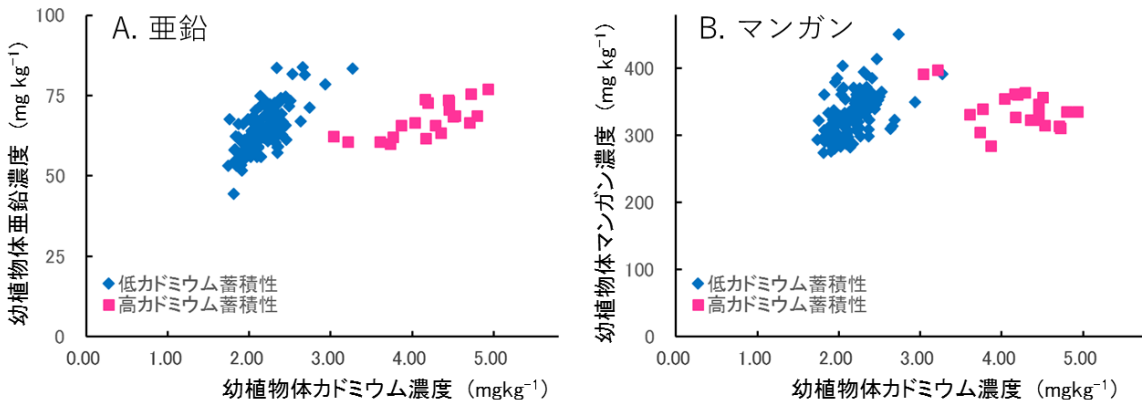 A. 亜鉛
幼植物体亜鉛濃度 (mg kg⁻¹)
100
75
50
25
0
◆低カドミウム蓄積性
■高カドミウム蓄積性
0.00 1.00 2.00 3.00 4.00 5.00
幼植物体カドミウム濃度 (mgkg⁻¹)
B. マンガン
幼植物体マンガン濃度 (mg kg⁻¹)
400
300
0
◆低カドミウム蓄積性
■高カドミウム蓄積性
0.00 1.00 2.00 3.00 4.00 5.00
幼植物体カドミウム濃度 (mgkg⁻¹)